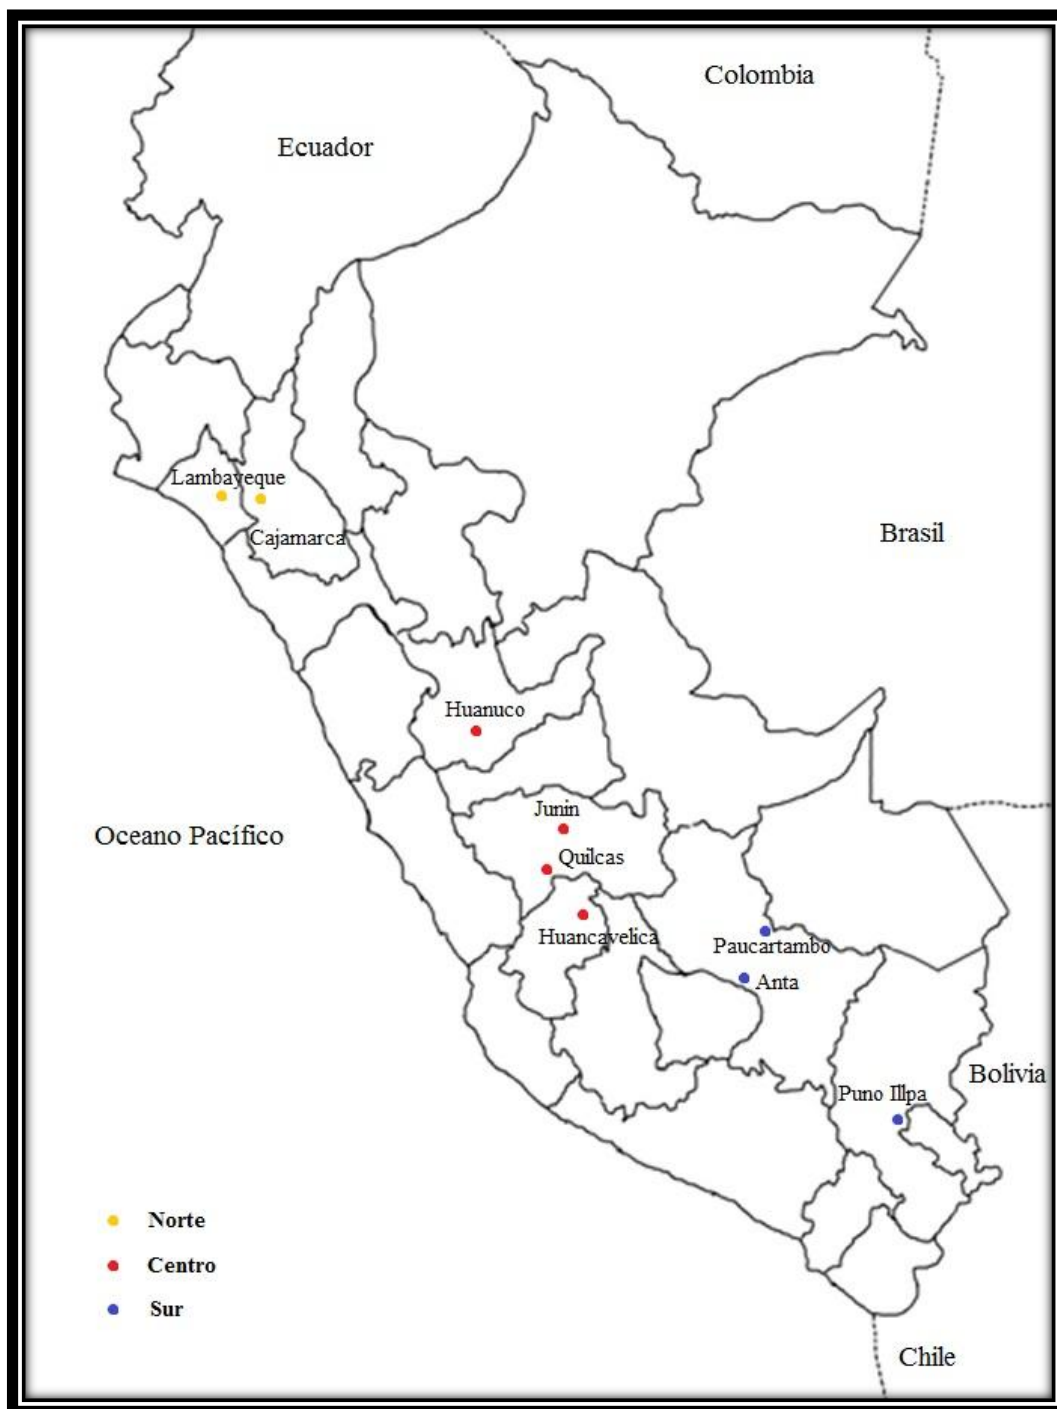 Colombia
Ecuador
Lambayeque
Brasil
Cajamarca
Huanuco
Junin
Oceano Pacífico
Quilcas
Huancavelica
Paucartambo
Anta
Bolivia
Puno Illpa
Norte
Centro
Sur
Chile